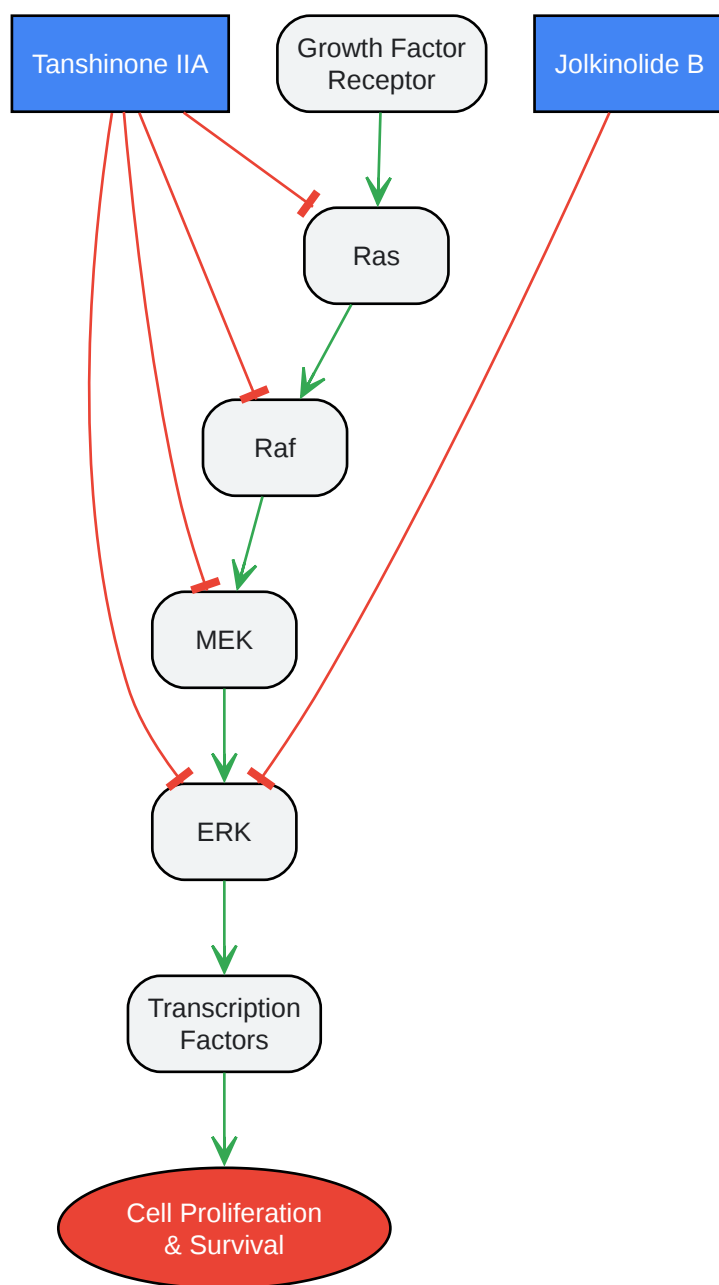 Tanshinone IIA
Growth Factor
Receptor
Jolkinolide B
Ras
Raf
MEK
ERK
Transcription
Factors
Cell Proliferation
& Survival